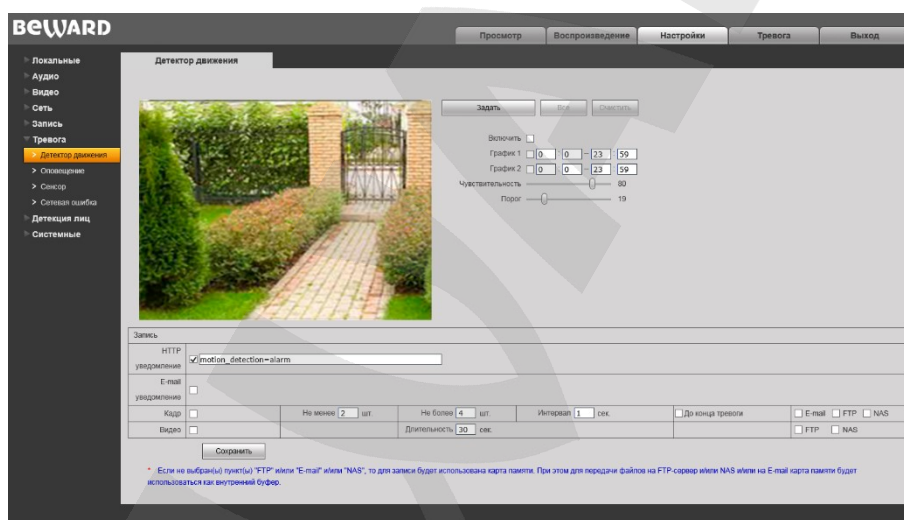 BEWARD
Просмотр Воспроизведение Настройки Тревога Выход
Локальные
Аудио
Видео
Сеть
Запись
Тревога
Детектор движения
Оповещение
Сенсор
Сетевая ошибка
Детекция лиц
Системные
Детектор движения
Задать Все Очистить
Включить
График 1 0 : 0 – 23 : 59
График 2 0 : 0 – 23 : 59
Чувствительность 80
Порог 19
Запись
HTTP
уведомление motion_detection=alarm
E-mail
уведомление
Кадр Не менее 2 шт. Не более 4 шт. Интервал 1 сек. До конца тревоги E-mail FTP NAS
Видео Длительность 30 сек. FTP NAS
Сохранить
* Если не выбран(ы) пункт(ы) "FTP" и/или "E-mail" и/или "NAS", то для записи будет использована карта памяти. При этом для передачи файлов на FTP-сервер и/или NAS и/или на E-mail карта памяти будет
использоваться как внутренний буфер.